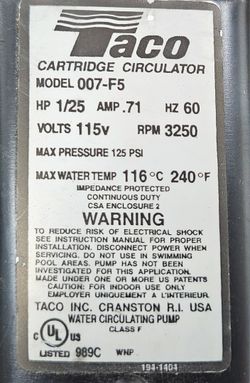 Taco
CARTRIDGE CIRCULATOR
MODEL 007-F5
HP 1/25 AMP .71 HZ 60
VOLTS 115v RPM 3250
MAX PRESSURE 125 PSI
MAX WATER TEMP 116°C 240°F
IMPEDANCE PROTECTED
CONTINUOUS DUTY
CSA ENCLOSURE 2
WARNING
TO REDUCE RISK OF ELECTRICAL SHOCK
SEE INSTRUCTION MANUAL FOR PROPER
INSTALLATION. DISCONNECT POWER WHEN
SERVICING. DO NOT USE IN SWIMMING
POOL AREAS. PUMP HAS NOT BEEN
INVESTIGATED FOR THIS APPLICATION.
MADE UNDER ONE OR MORE US PATENTS
CAUTION: FOR INDOOR USE ONLY
EMPLOYER UNIQUEMENT A L'INTERIEUR.
TACO INC. CRANSTON R.I. USA
WATER CIRCULATING PUMP
CLASS F
C UL US
LISTED 989C WNP
194-1404